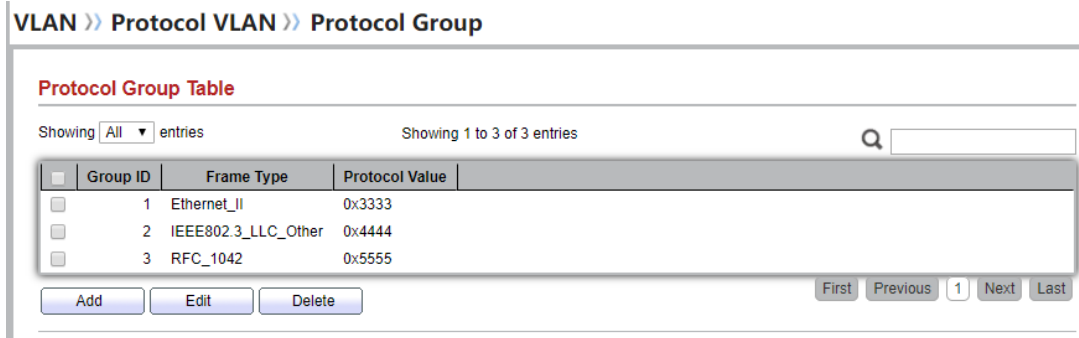 VLAN 》 Protocol VLAN 》 Protocol Group
Protocol Group Table
Showing All ▼ entries Showing 1 to 3 of 3 entries
Group ID Frame Type Protocol Value
1 Ethernet_II 0x3333
2 IEEE802.3_LLC_Other 0x4444
3 RFC_1042 0x5555
Add Edit Delete First Previous 1 Next Last